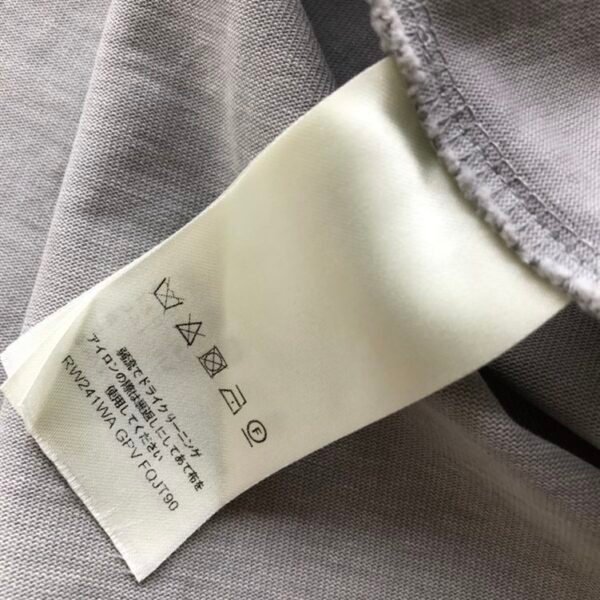 F
弱流でドライクリーニング
アイロンの際は裏返しにしてあて布を
使用してください
RW241WA GPV FQJT90